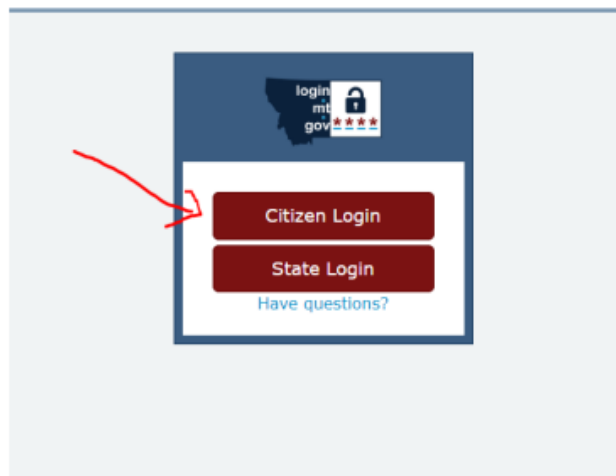 login
mt
gov
****
Citizen Login
State Login
Have questions?